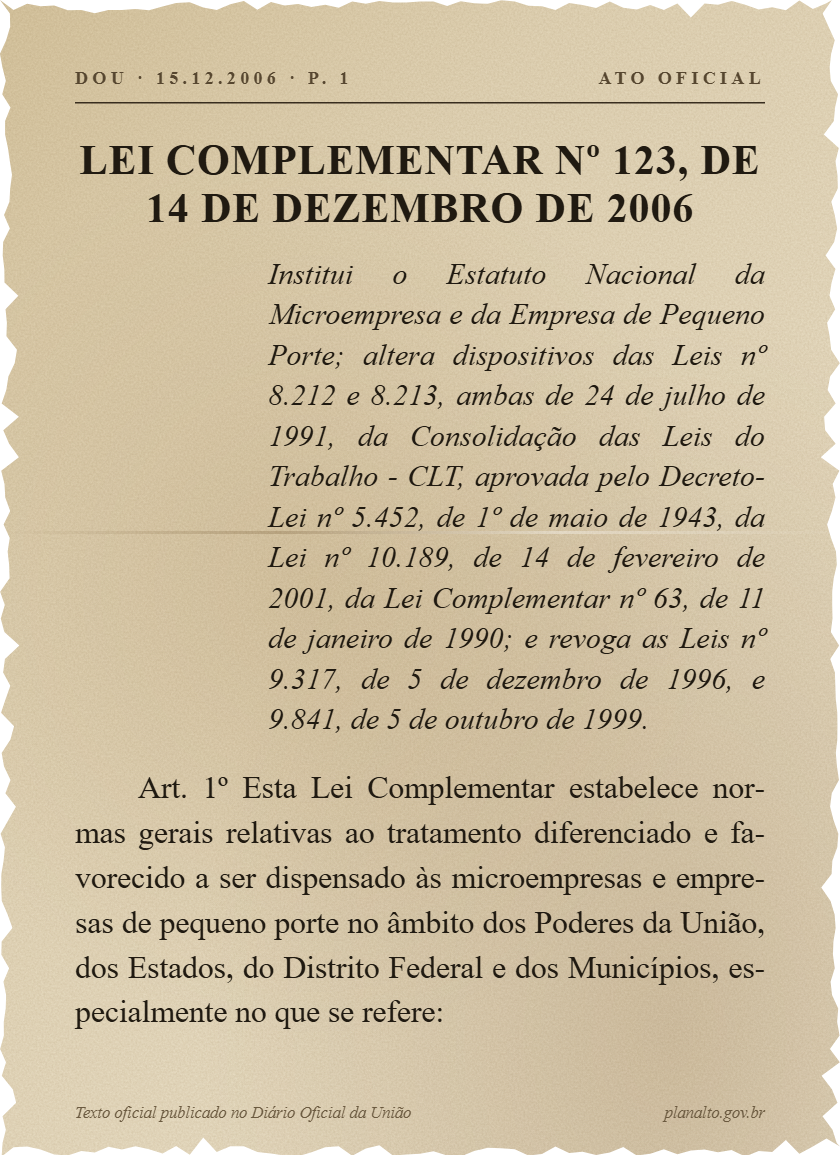 DOU · 15.12.2006 · P. 1 ATO OFICIAL
LEI COMPLEMENTAR Nº 123, DE
14 DE DEZEMBRO DE 2006
Institui o Estatuto Nacional da
Microempresa e da Empresa de Pequeno
Porte; altera dispositivos das Leis nº
8.212 e 8.213, ambas de 24 de julho de
1991, da Consolidação das Leis do
Trabalho - CLT, aprovada pelo Decreto-
Lei nº 5.452, de 1º de maio de 1943, da
Lei nº 10.189, de 14 de fevereiro de
2001, da Lei Complementar nº 63, de 11
de janeiro de 1990; e revoga as Leis nº
9.317, de 5 de dezembro de 1996, e
9.841, de 5 de outubro de 1999.
Art. 1º Esta Lei Complementar estabelece nor-
mas gerais relativas ao tratamento diferenciado e fa-
vorecido a ser dispensado às microempresas e empre-
sas de pequeno porte no âmbito dos Poderes da União,
dos Estados, do Distrito Federal e dos Municípios, es-
pecialmente no que se refere:
Texto oficial publicado no Diário Oficial da União planalto.gov.br